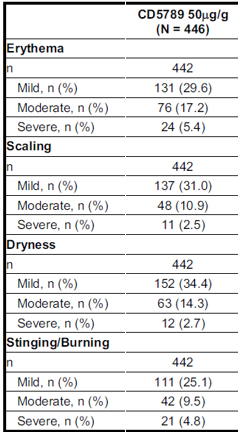 CD5789 50µg/g
(N = 446)
Erythema
n 442
Mild, n (%) 131 (29.6)
Moderate, n (%) 76 (17.2)
Severe, n (%) 24 (5.4)
Scaling
n 442
Mild, n (%) 137 (31.0)
Moderate, n (%) 48 (10.9)
Severe, n (%) 11 (2.5)
Dryness
n 442
Mild, n (%) 152 (34.4)
Moderate, n (%) 63 (14.3)
Severe, n (%) 12 (2.7)
Stinging/Burning
n 442
Mild, n (%) 111 (25.1)
Moderate, n (%) 42 (9.5)
Severe, n (%) 21 (4.8)